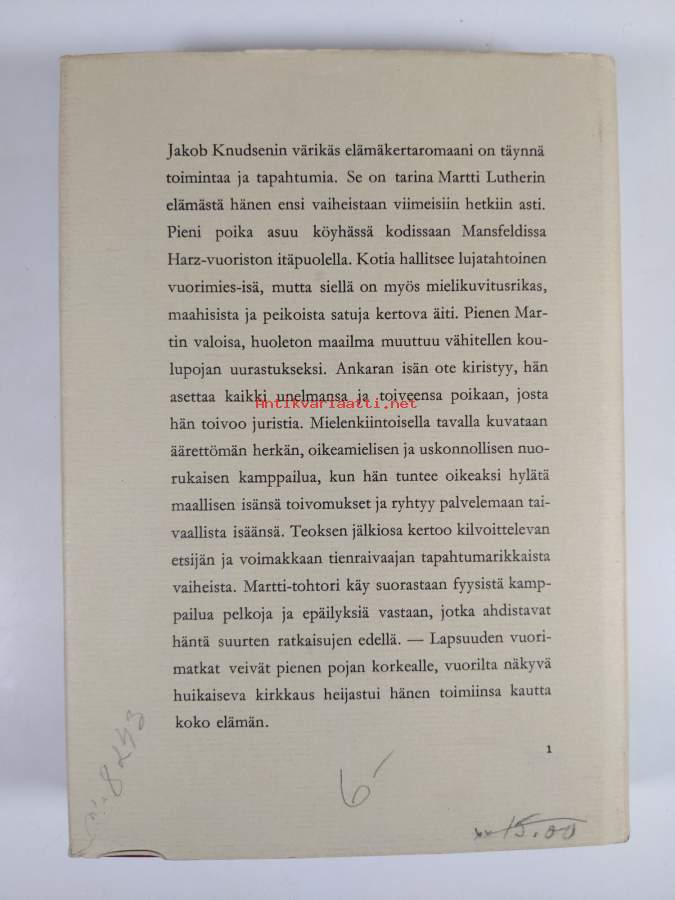 Jakob Knudsenin värikäs elämäkertaromaani on täynnä
toimintaa ja tapahtumia. Se on tarina Martti Lutherin
elämästä hänen ensi vaiheistaan viimeisiin hetkiin asti.
Pieni poika asuu köyhässä kodissaan Mansfeldissa
Harz-vuoriston itäpuolella. Kotia hallitsee lujatahtoinen
vuorimies-isä, mutta siellä on myös mielikuvitusrikas,
maahisista ja peikoista satuja kertova äiti. Pienen Mar-
tin valoisa, huoleton maailma muuttuu vähitellen kou-
lupojan uurastukseksi. Ankaran isän ote kiristyy, hän
asettaa kaikki unelmansa ja toiveensa poikaan, josta
Antikvariaatti.net
hän toivoo juristia. Mielenkiintoisella tavalla kuvataan
äärettömän herkän, oikeamielisen ja uskonnollisen nuo-
rukaisen kamppailua, kun hän tuntee oikeaksi hylätä
maallisen isänsä toivomukset ja ryhtyy palvelemaan tai-
vaallista isäänsä. Teoksen jälkiosa kertoo kilvoittelevan
etsijän ja voimakkaan tienraivaajan tapahtumarikkaista
vaiheista. Martti-tohtori käy suorastaan fyysistä kamp-
pailua pelkoja ja epäilyksiä vastaan, jotka ahdistavat
häntä suurten ratkaisujen edellä. — Lapsuuden vuori-
matkat veivät pienen pojan korkealle, vuorilta näkyvä
huikaiseva kirkkaus heijastui hänen toimiinsa kautta
koko elämän.
1
6-
15.00